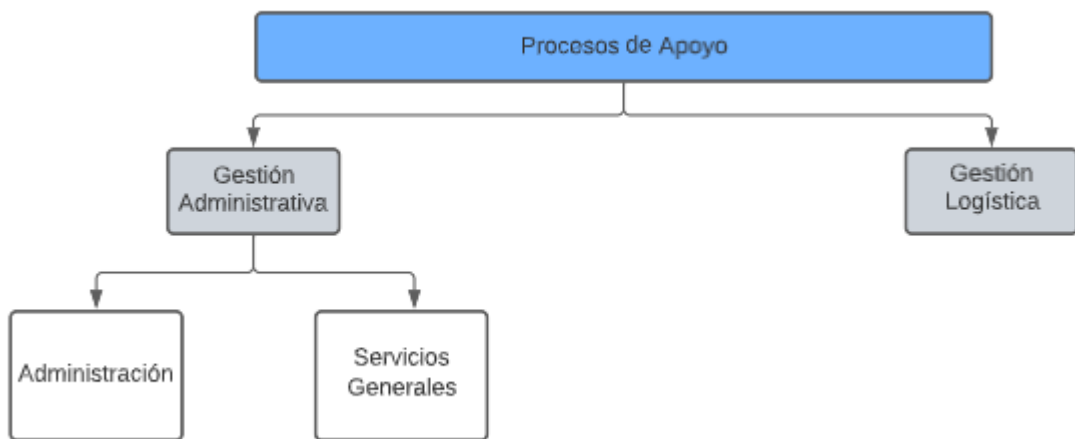 Procesos de Apoyo
Gestión
Administrativa
Gestión
Logística
Administración
Servicios
Generales